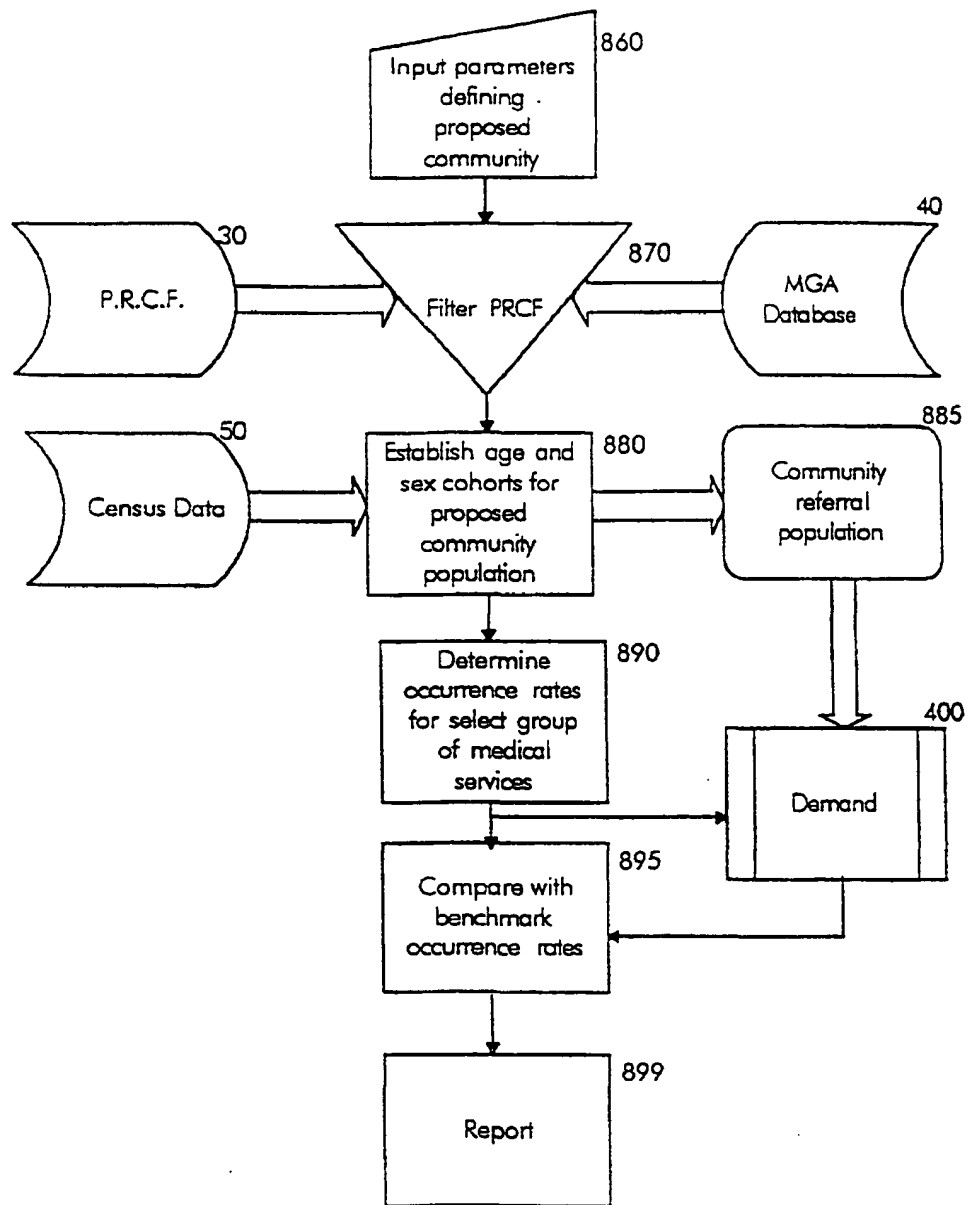 860
Input parameters
defining
proposed
community
30
P.R.C.F.
870
Filter PRCF
40
MGA
Database
50
Census Data
880
Establish age and
sex cohorts for
proposed
community
population
885
Community
referral
population
890
Determine
occurrence rates
for select group
of medical
services
400
Demand
895
Compare with
benchmark
occurrence rates
899
Report